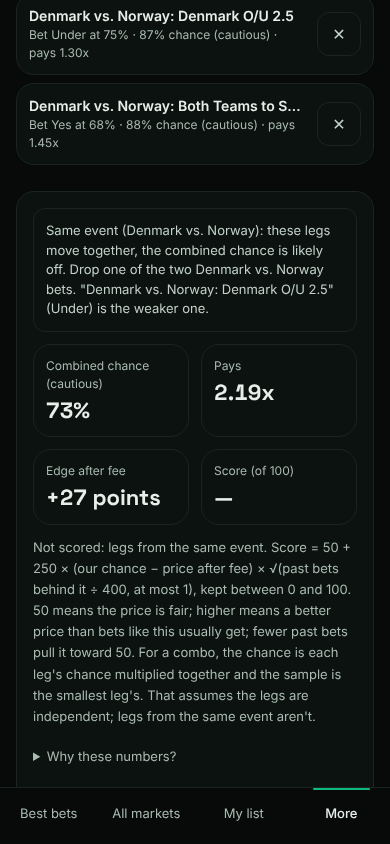 Denmark vs. Norway: Denmark O/U 2.5
Bet Under at 75% · 87% chance (cautious) ·
pays 1.30x
✕
Denmark vs. Norway: Both Teams to S...
Bet Yes at 68% · 88% chance (cautious) · pays
1.45x
✕
Same event (Denmark vs. Norway): these legs
move together, the combined chance is likely
off. Drop one of the two Denmark vs. Norway
bets. "Denmark vs. Norway: Denmark O/U 2.5"
(Under) is the weaker one.
Combined chance
(cautious)
73%
Pays
2.19x
Edge after fee
+27 points
Score (of 100)
—
Not scored: legs from the same event. Score = 50 +
250 × (our chance − price after fee) × √(past bets
behind it ÷ 400, at most 1), kept between 0 and 100.
50 means the price is fair; higher means a better
price than bets like this usually get; fewer past bets
pull it toward 50. For a combo, the chance is each
leg's chance multiplied together and the sample is
the smallest leg's. That assumes the legs are
independent; legs from the same event aren't.
▶ Why these numbers?
Best bets
All markets
My list
More